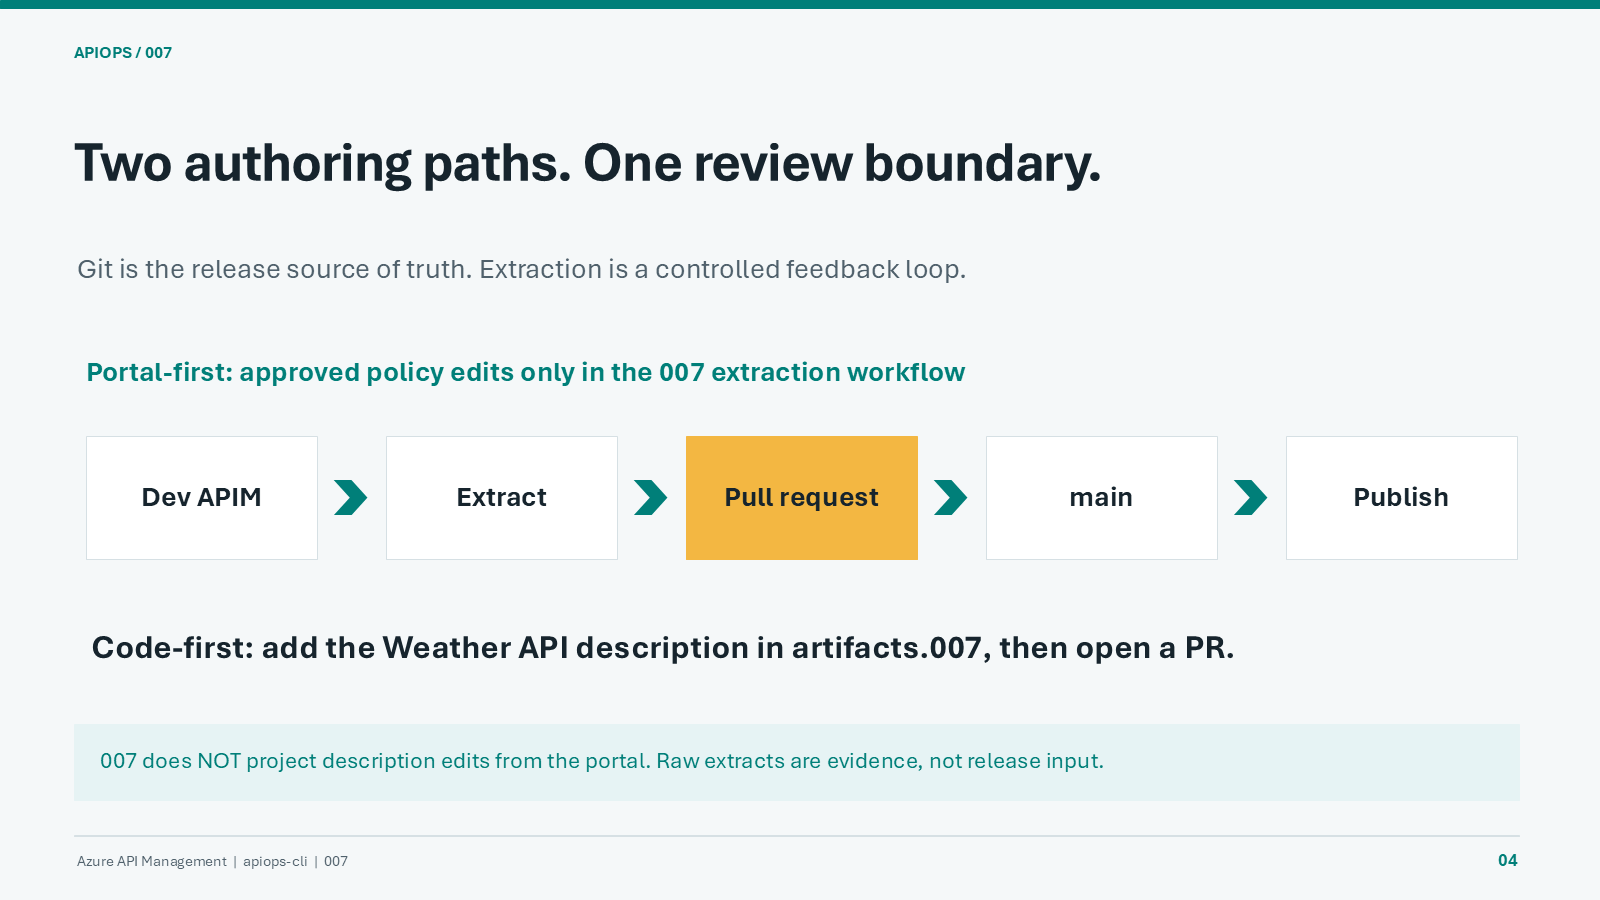 APIOPS / 007
Two authoring paths. One review boundary.
Git is the release source of truth. Extraction is a controlled feedback loop.
Portal-first: approved policy edits only in the 007 extraction workflow
Dev APIM
Extract
Pull request
main
Publish
Code-first: add the Weather API description in artifacts.007, then open a PR.
007 does NOT project description edits from the portal. Raw extracts are evidence, not release input.
Azure API Management | apiops-cli | 007
04